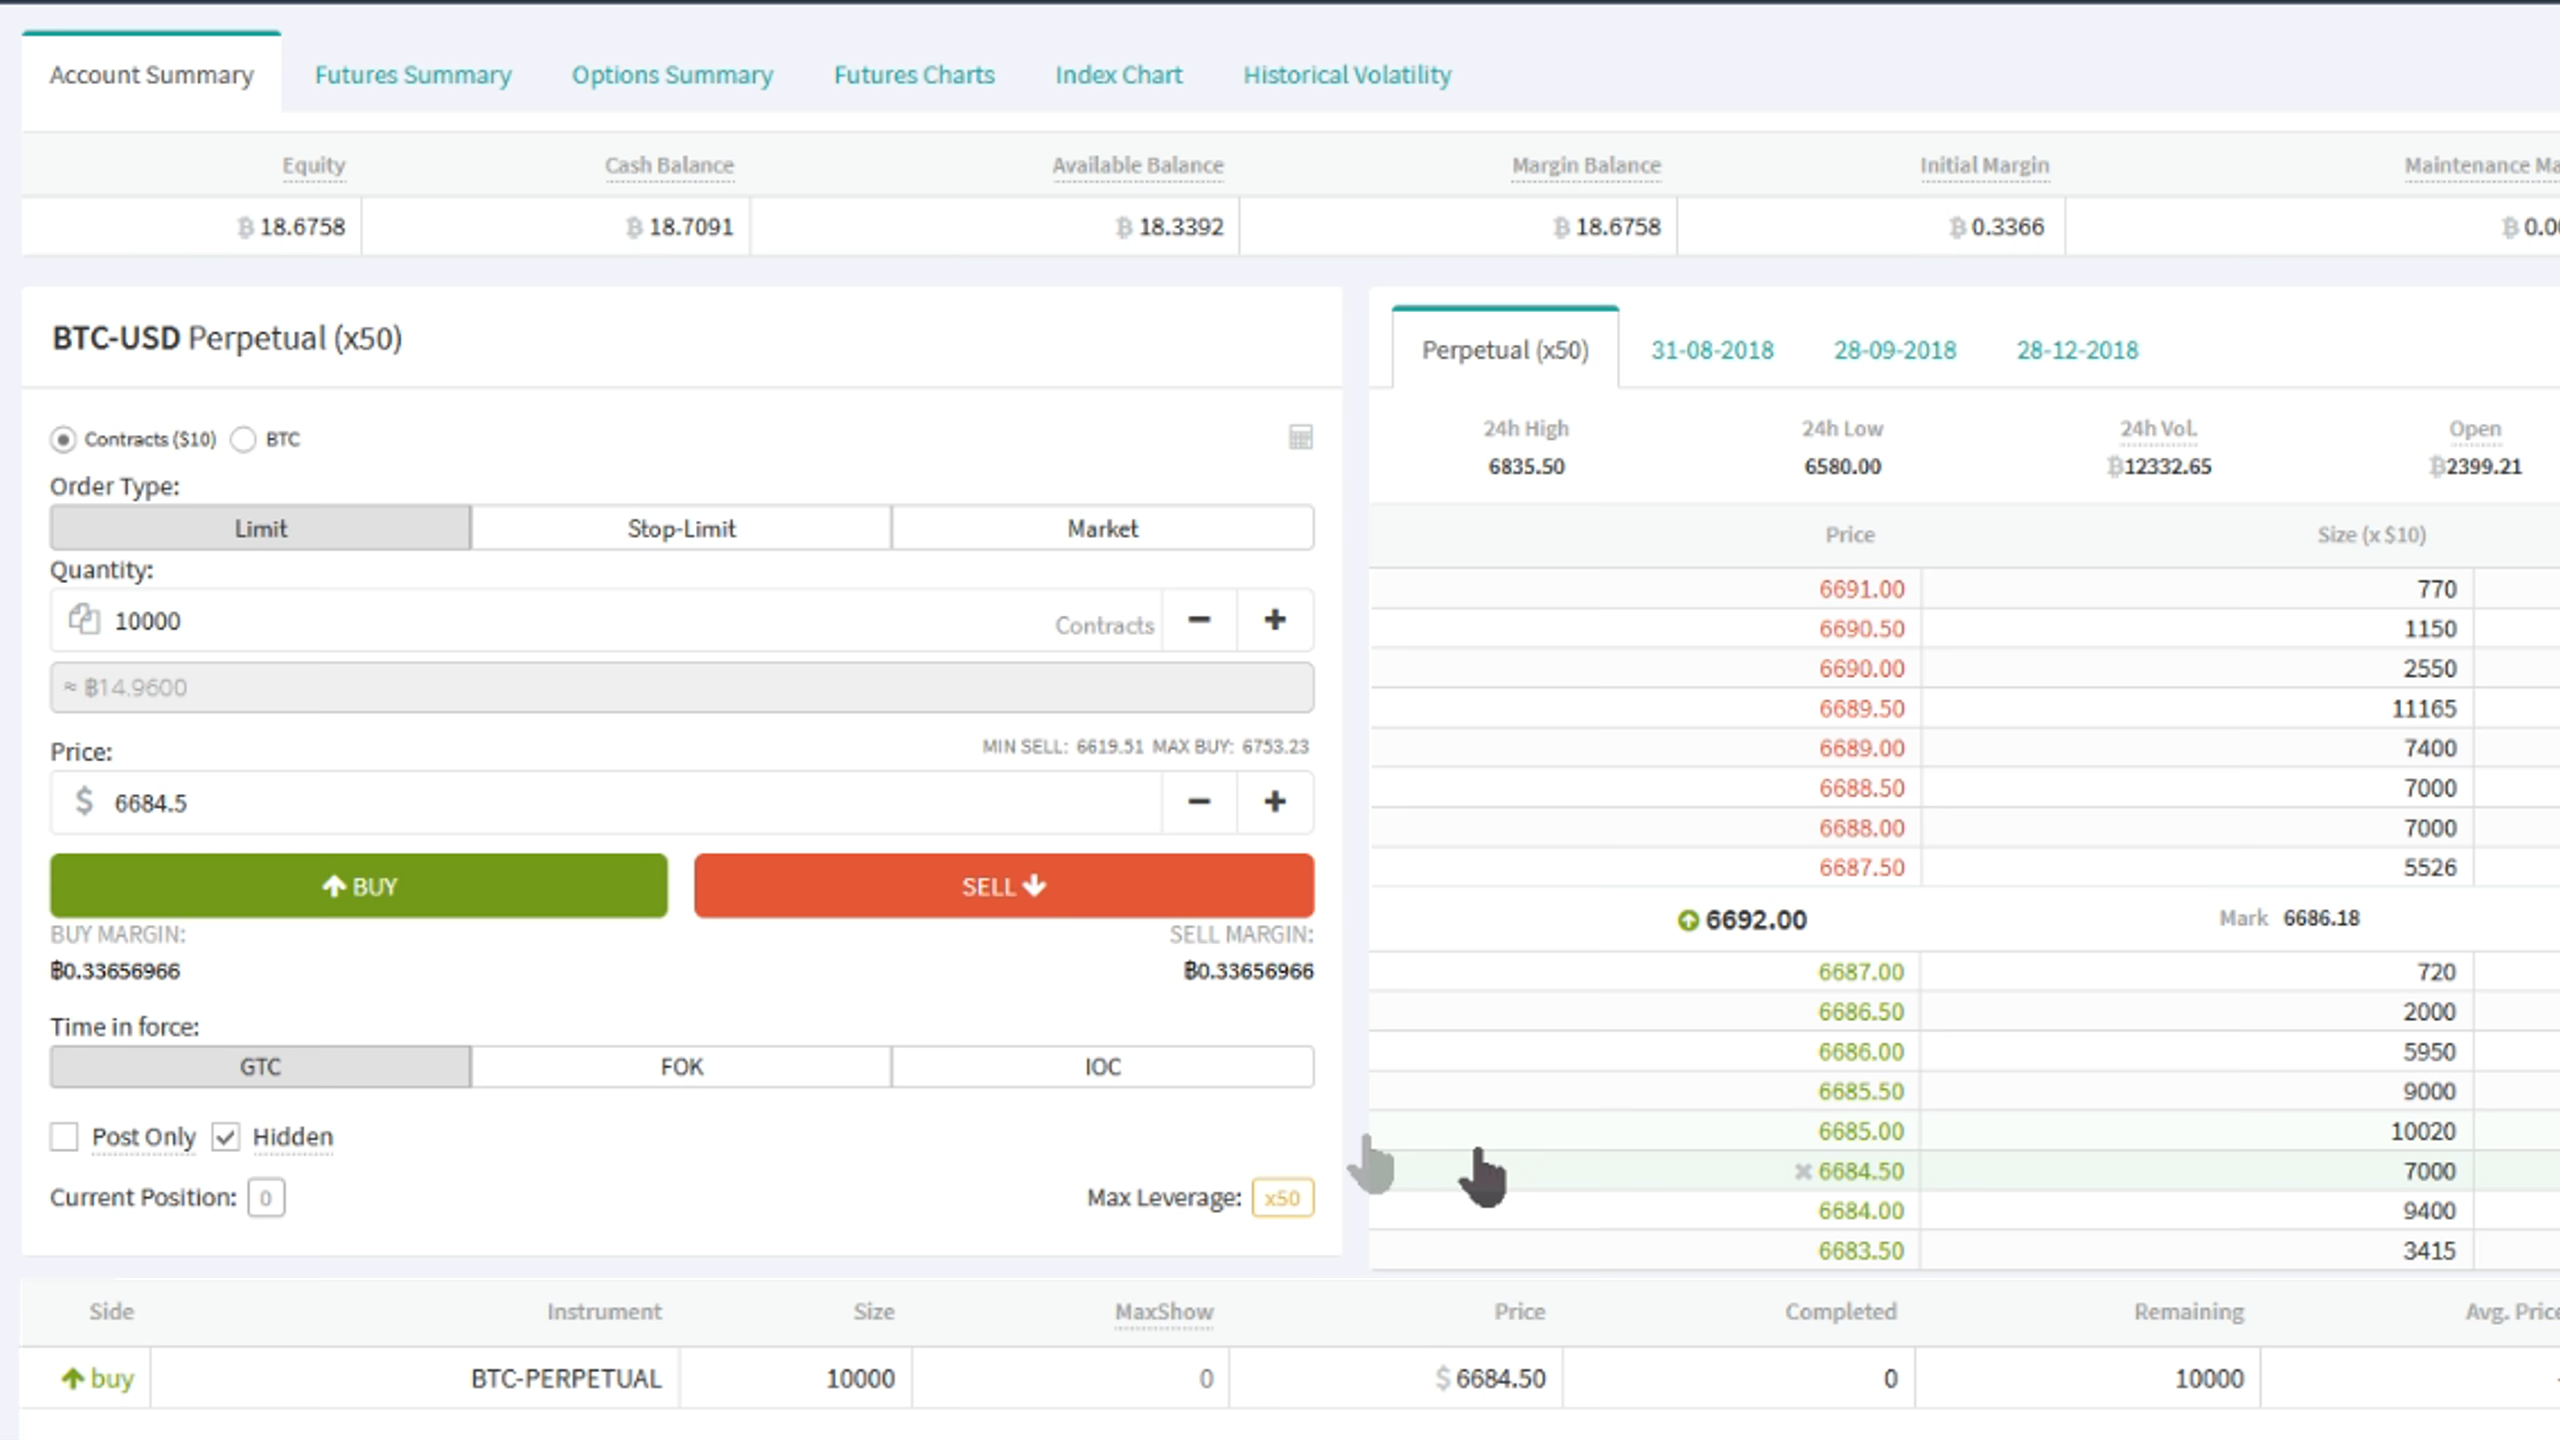 Account Summary Futures Summary Options Summary Futures Charts Index Chart Historical Volatility
Equity Cash Balance Available Balance Margin Balance Initial Margin Maintenance Ma
₿ 18.6758 ₿ 18.7091 ₿ 18.3392 ₿ 18.6758 ₿ 0.3366 ₿ 0.00
BTC-USD Perpetual (x50)
Contracts ($10) BTC
Order Type:
Limit Stop-Limit Market
Quantity:
10000 Contracts − +
≈ ฿14.9600
Price: MIN SELL: 6619.51 MAX BUY: 6753.23
$ 6684.5 − +
BUY SELL
BUY MARGIN: SELL MARGIN:
฿0.33656966 ฿0.33656966
Time in force:
GTC FOK IOC
Post Only Hidden
Current Position: 0 Max Leverage: x50
Perpetual (x50) 31-08-2018 28-09-2018 28-12-2018
24h High 24h Low 24h Vol. Open
6835.50 6580.00 ₿12332.65 ₿2399.21
Price Size (x $10)
6691.00 770
6690.50 1150
6690.00 2550
6689.50 11165
6689.00 7400
6688.50 7000
6688.00 7000
6687.50 5526
6692.00 Mark 6686.18
6687.00 720
6686.50 2000
6686.00 5950
6685.50 9000
6685.00 10020
6684.50 7000
6684.00 9400
6683.50 3415
Side Instrument Size MaxShow Price Completed Remaining Avg. Price
buy BTC-PERPETUAL 10000 0 $ 6684.50 0 10000